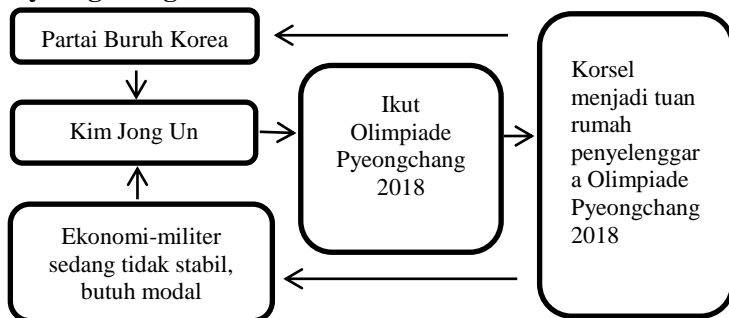 Partai Buruh Korea
Kim Jong Un
Ekonomi-militer
sedang tidak stabil,
butuh modal
Ikut
Olimpiade
Pyeongchang
2018
Korsel
menjadi tuan
rumah
penyelenggar
a Olimpiade
Pyeongchang
2018